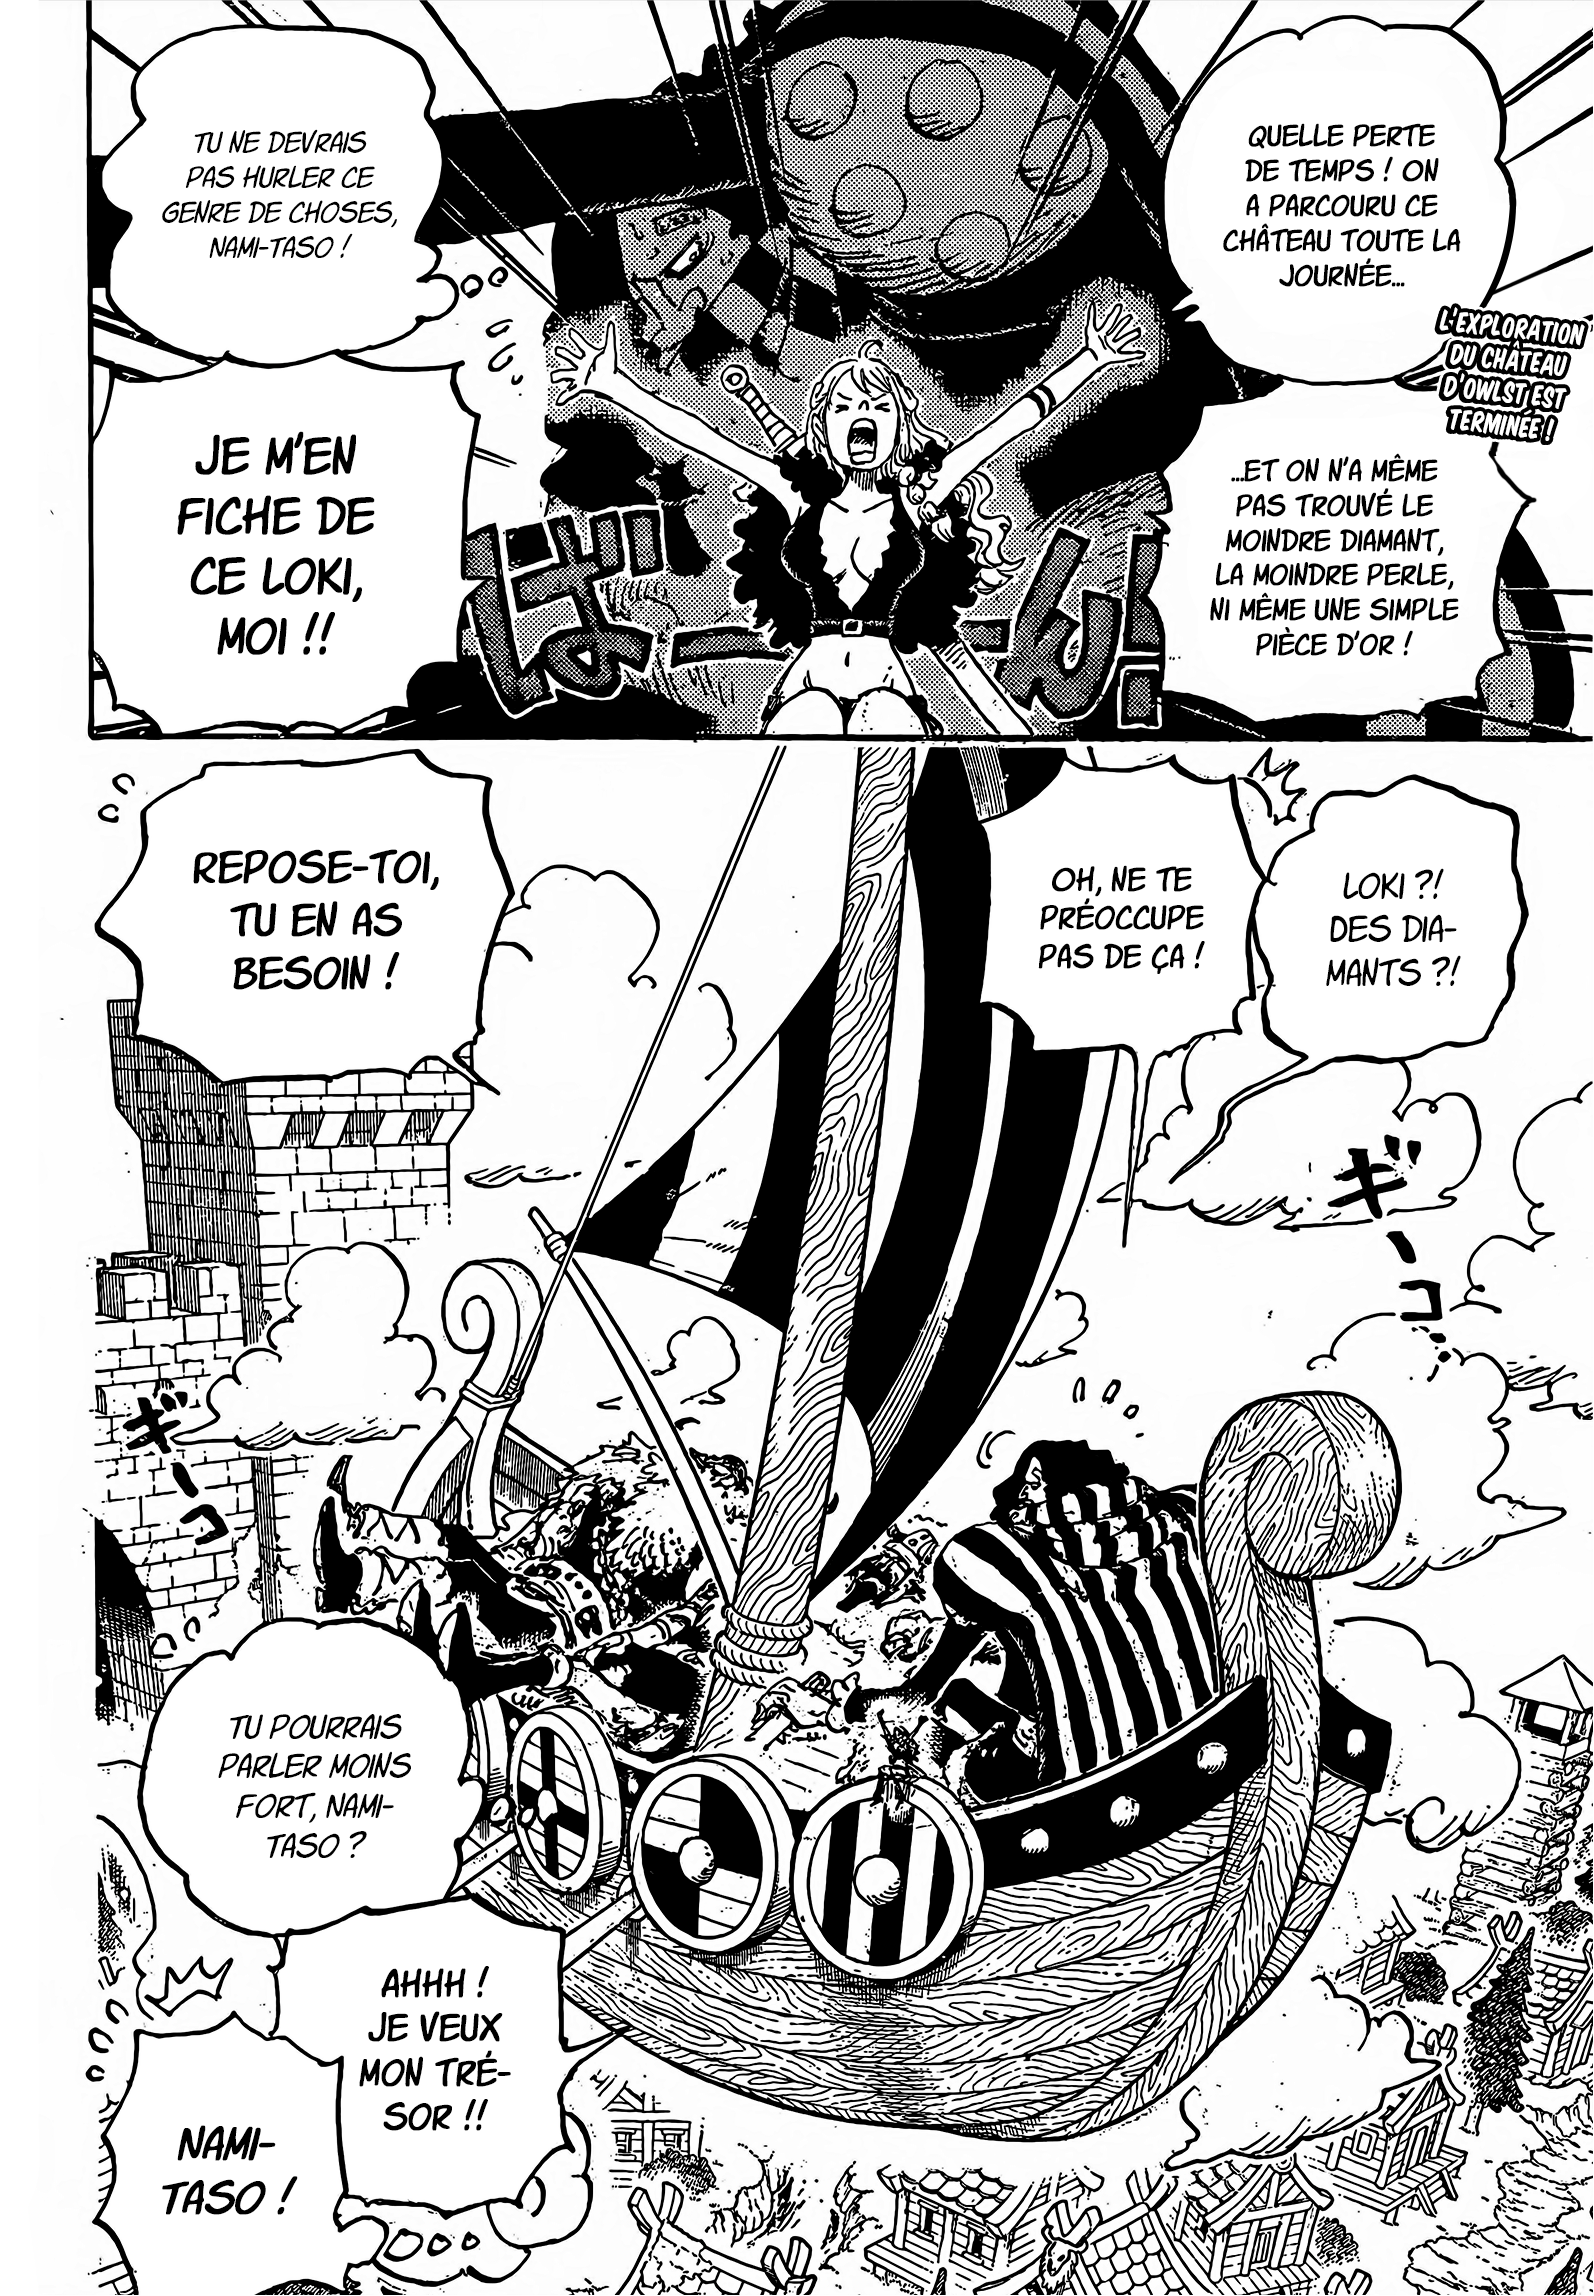 QUELLE PERTE
DE TEMPS ! ON
A PARCOURU CE
CHÂTEAU TOUTE LA
JOURNÉE...
L'EXPLORATION
DU CHÂTEAU
D'OWLST EST
TERMINÉE !
...ET ON N'A MÊME
PAS TROUVÉ LE
MOINDRE DIAMANT,
LA MOINDRE PERLE,
NI MÊME UNE SIMPLE
PIÈCE D'OR !
ばーーん!
TU NE DEVRAIS
PAS HURLER CE
GENRE DE CHOSES,
NAMI-TASO !
JE M'EN
FICHE DE
CE LOKI,
MOI !!
LOKI ?!
DES DIA-
MANTS ?!
OH, NE TE
PRÉOCCUPE
PAS DE ÇA !
REPOSE-TOI,
TU EN AS
BESOIN !
ギーコ...
ギーコ
TU POURRAIS
PARLER MOINS
FORT, NAMI-
TASO ?
AHHH !
JE VEUX
MON TRÉ-
SOR !!
NAMI-
TASO !